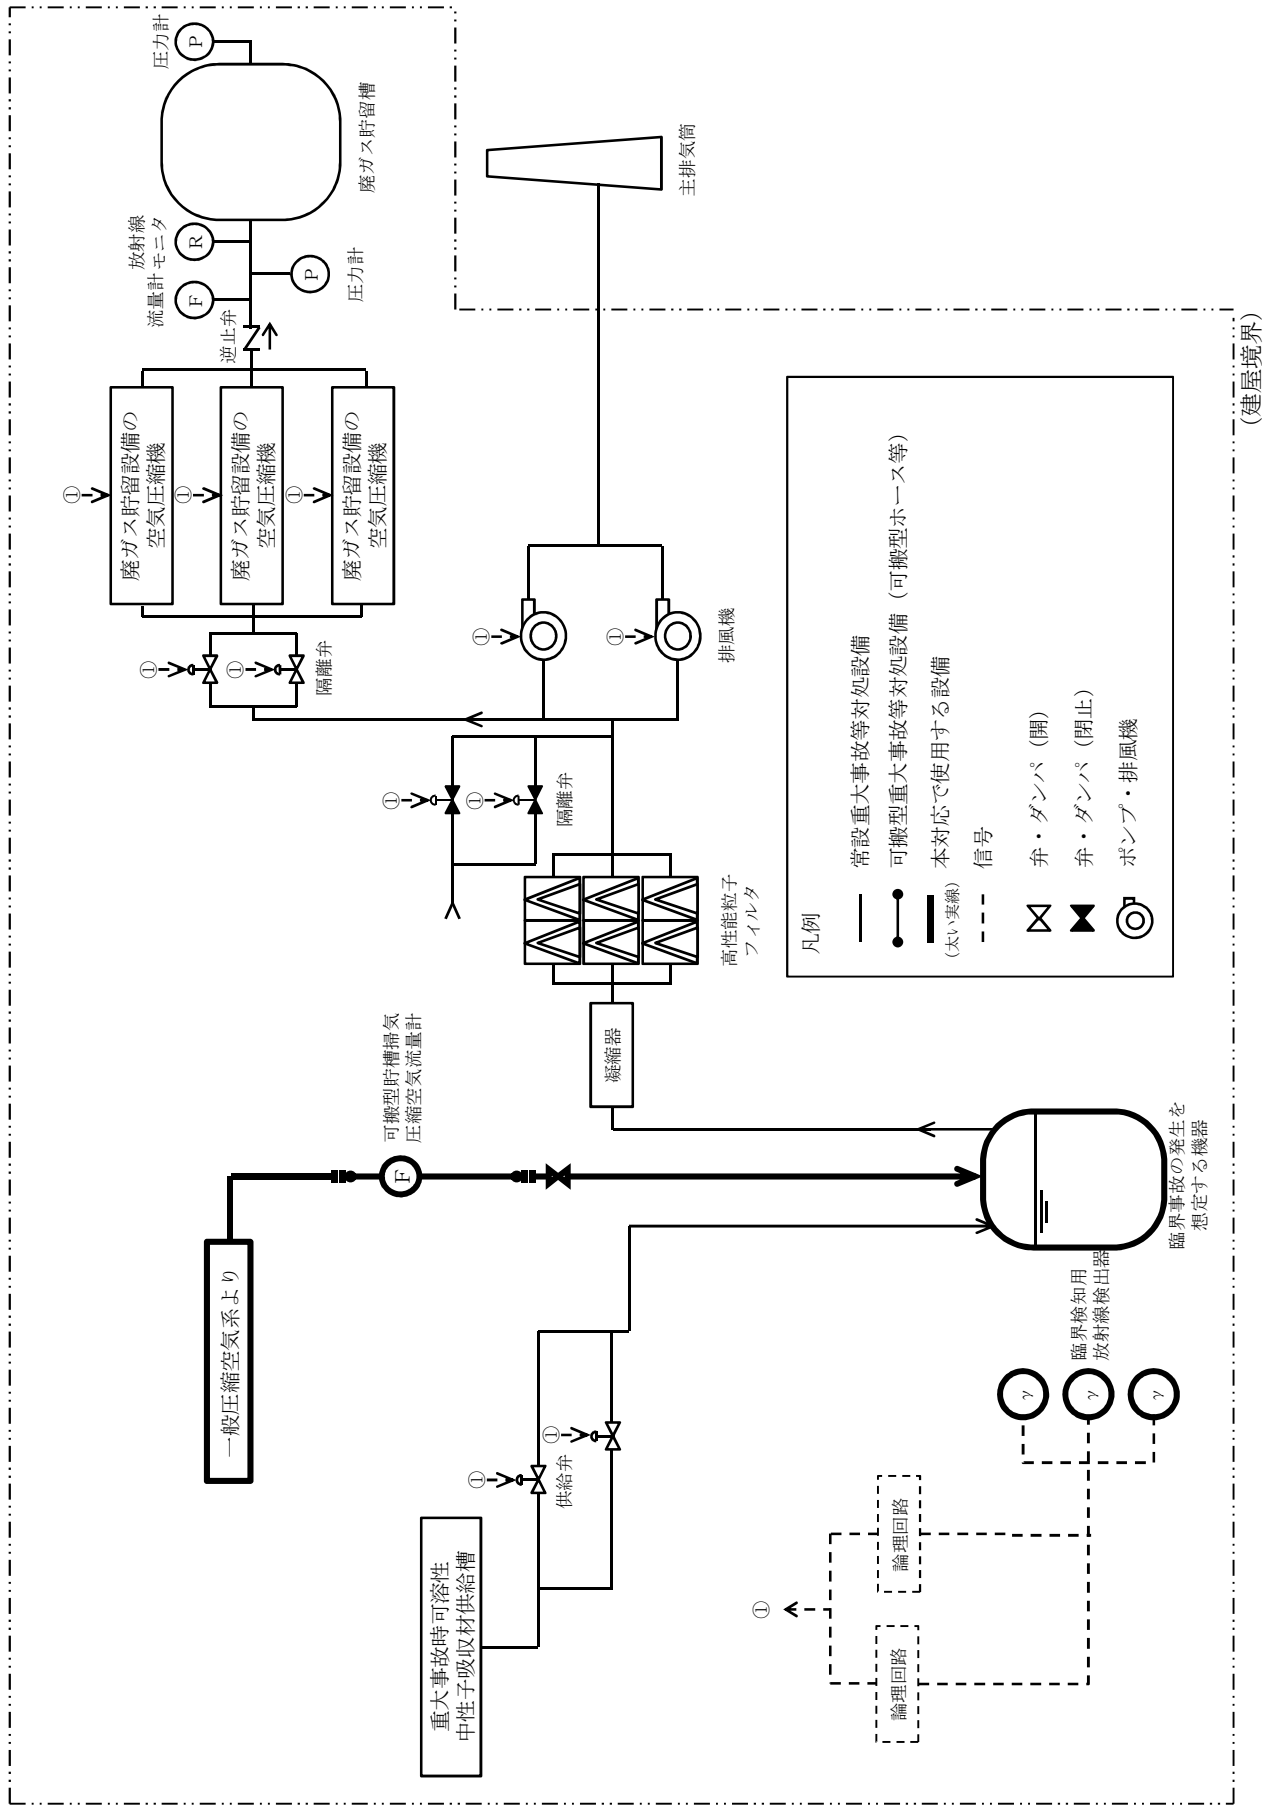 ①
廃ガス貯留設備の
空気圧縮機
①
廃ガス貯留設備の
空気圧縮機
①
廃ガス貯留設備の
空気圧縮機
①
①
隔離弁
逆止弁
流量計
F
放射線
モニタ
R
P
圧力計
圧力計
P
廃ガス貯留槽
一般圧縮空気系より
可搬型貯槽掃気
圧縮空気流量計
F
①
①
隔離弁
①
①
排風機
主排気筒
重大事故時可溶性
中性子吸収材供給槽
①
①
供給弁
凝縮器
高性能粒子
フィルタ
①
論理回路
論理回路
γ
γ
γ
臨界検知用
放射線検出器
臨界事故の発生を
想定する機器
凡例
常設重大事故等対処設備
可搬型重大事故等対処設備（可搬型ホース等）
本対応で使用する設備
(太い実線)
信号
弁・ダンパ（開）
弁・ダンパ（閉止）
ポンプ・排風機
(建屋境界)